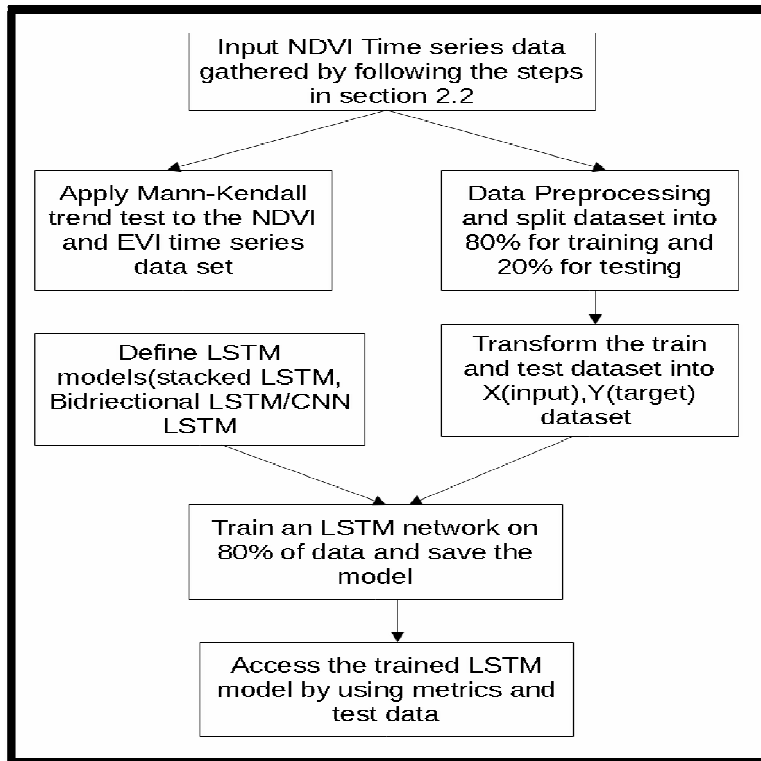 Input NDVI Time series data
gathered by following the steps
in section 2.2
Apply Mann-Kendall
trend test to the NDVI
and EVI time series
data set
Data Preprocessing
and split dataset into
80% for training and
20% for testing
Define LSTM
models(stacked LSTM,
Bidriectional LSTM/CNN
LSTM
Transform the train
and test dataset into
X(input),Y(target)
dataset
Train an LSTM network on
80% of data and save the
model
Access the trained LSTM
model by using metrics and
test data